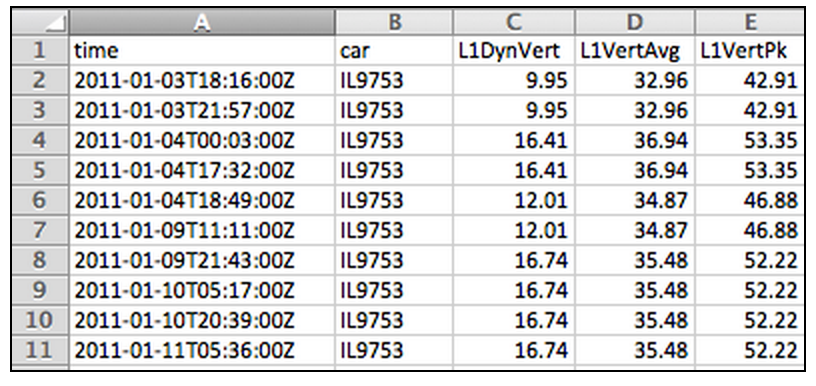 A B C D E
1 time car L1DynVert L1VertAvg L1VertPk
2 2011-01-03T18:16:00Z IL9753 9.95 32.96 42.91
3 2011-01-03T21:57:00Z IL9753 9.95 32.96 42.91
4 2011-01-04T00:03:00Z IL9753 16.41 36.94 53.35
5 2011-01-04T17:32:00Z IL9753 16.41 36.94 53.35
6 2011-01-04T18:49:00Z IL9753 12.01 34.87 46.88
7 2011-01-09T11:11:00Z IL9753 12.01 34.87 46.88
8 2011-01-09T21:43:00Z IL9753 16.74 35.48 52.22
9 2011-01-10T05:17:00Z IL9753 16.74 35.48 52.22
10 2011-01-10T20:39:00Z IL9753 16.74 35.48 52.22
11 2011-01-11T05:36:00Z IL9753 16.74 35.48 52.22